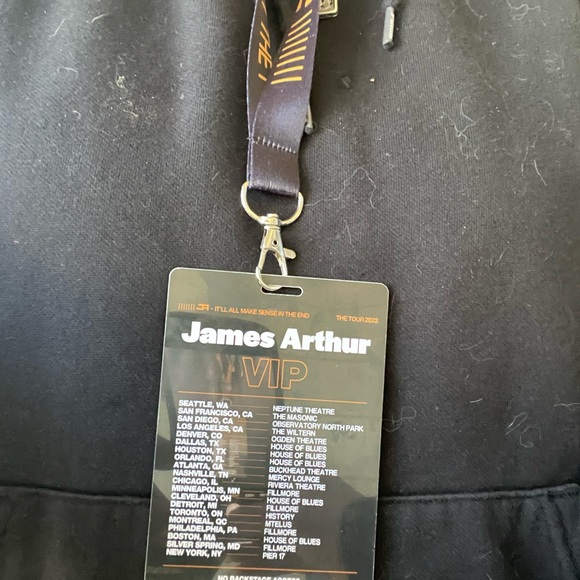 THE
JA - IT'LL ALL MAKE SENSE IN THE END THE TOUR 2022
James Arthur
VIP
SEATTLE, WA NEPTUNE THEATRE
SAN FRANCISCO, CA THE MASONIC
SAN DIEGO, CA OBSERVATORY NORTH PARK
LOS ANGELES, CA THE WILTERN
DENVER, CO OGDEN THEATRE
DALLAS, TX HOUSE OF BLUES
HOUSTON, TX HOUSE OF BLUES
ORLANDO, FL HOUSE OF BLUES
ATLANTA, GA BUCKHEAD THEATRE
NASHVILLE, TN MERCY LOUNGE
CHICAGO, IL RIVIERA THEATRE
MINNEAPOLIS, MN FILLMORE
CLEVELAND, OH HOUSE OF BLUES
DETROIT, MI FILLMORE
TORONTO, ON HISTORY
MONTREAL, QC MTELUS
PHILADELPHIA, PA FILLMORE
BOSTON, MA HOUSE OF BLUES
SILVER SPRING, MD FILLMORE
NEW YORK, NY PIER 17
NO BACKSTAGE ACCESS